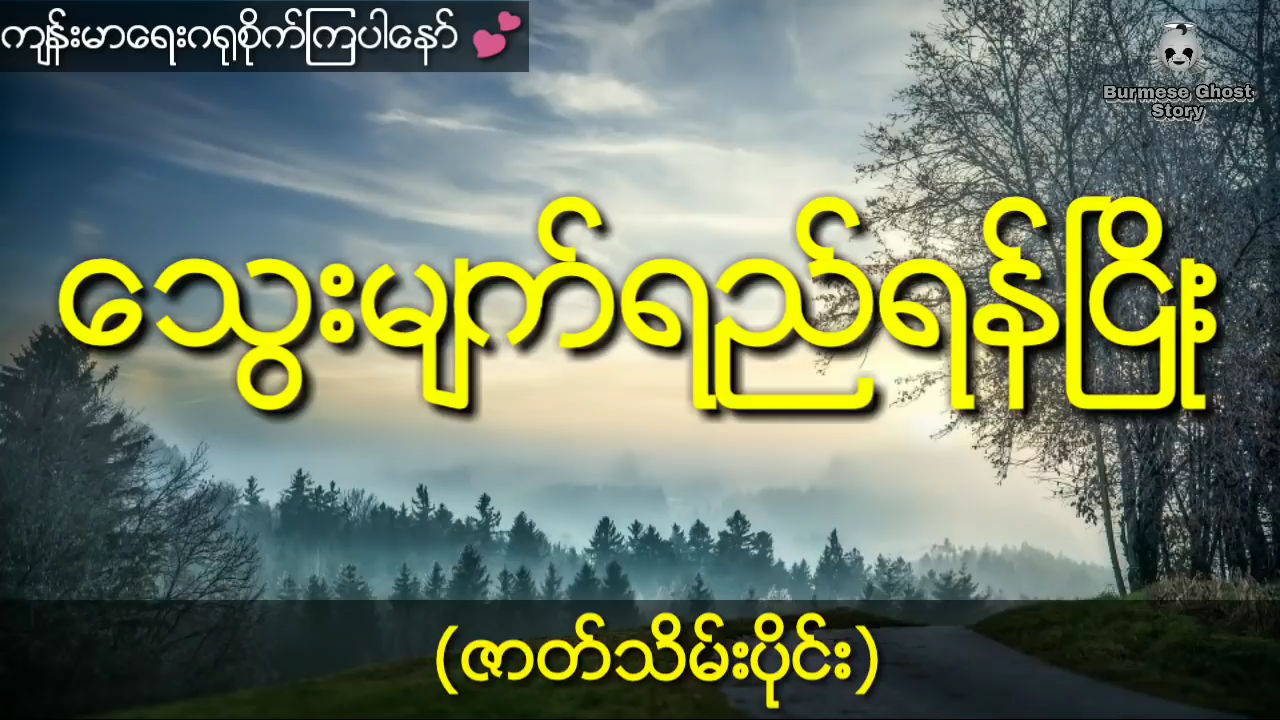 ကျန်းမာရေးဂရုစိုက်ကြပါနော် 💕
Burmese Ghost
Story
သွေးမျက်ရည်ရန်ငြိုး
(ဇာတ်သိမ်းပိုင်း)